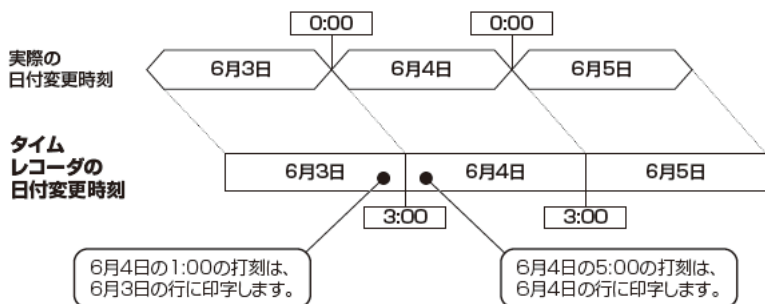 0:00 0:00
実際の
日付変更時刻
6月3日 6月4日 6月5日
タイム
レコーダの
日付変更時刻
6月3日 6月4日 6月5日
3:00 3:00
6月4日の1:00の打刻は、
6月3日の行に印字します。
6月4日の5:00の打刻は、
6月4日の行に印字します。